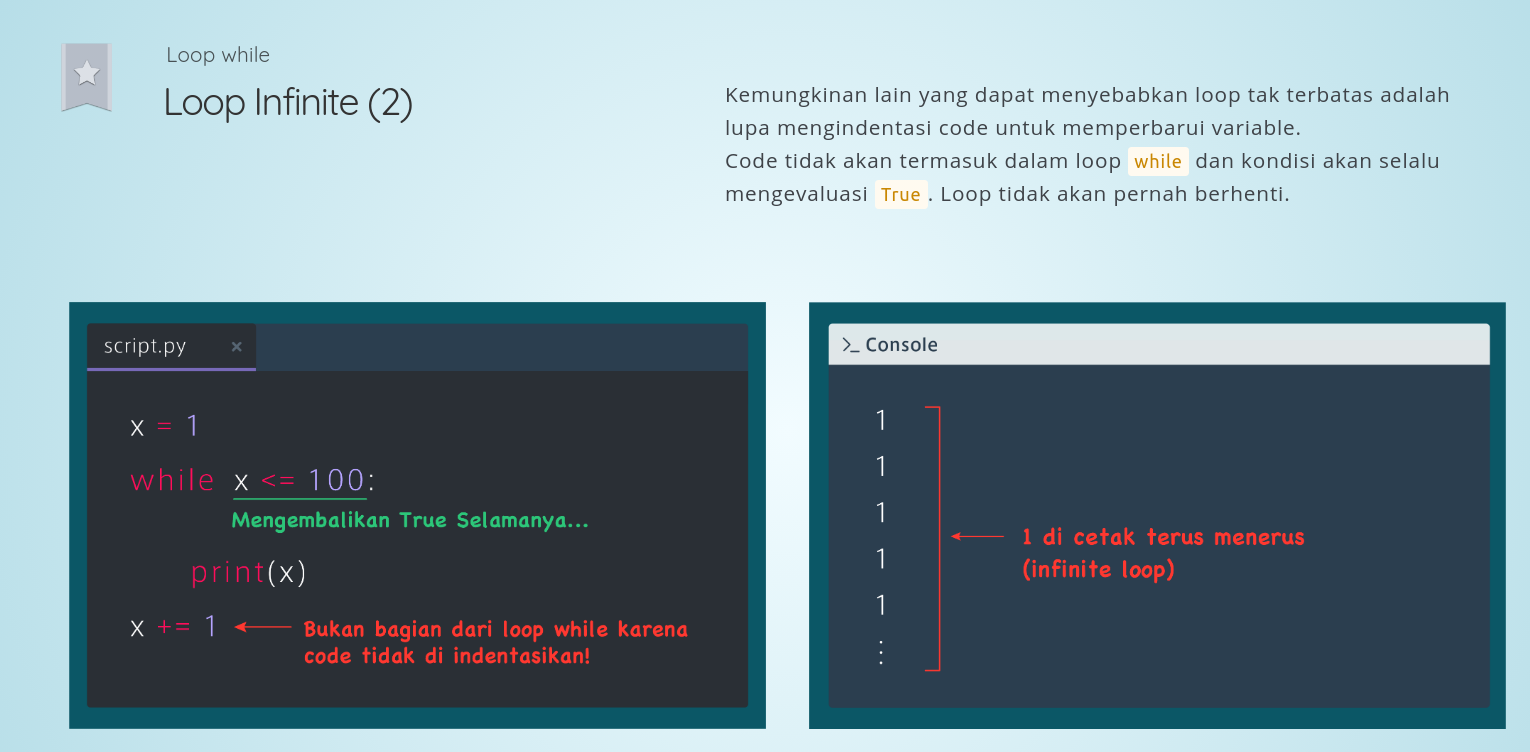 Loop while
Loop Infinite (2)
Kemungkinan lain yang dapat menyebabkan loop tak terbatas adalah
lupa mengindentasi code untuk memperbarui variable.
Code tidak akan termasuk dalam loop while dan kondisi akan selalu
mengevaluasi True. Loop tidak akan pernah berhenti.
script.py ×
x = 1
while x <= 100:
Mengembalikan True Selamanya...
print(x)
x += 1
Bukan bagian dari loop while karena
code tidak di indentasikan!
>_ Console
1
1
1
1
1
⋮
1 di cetak terus menerus
(infinite loop)